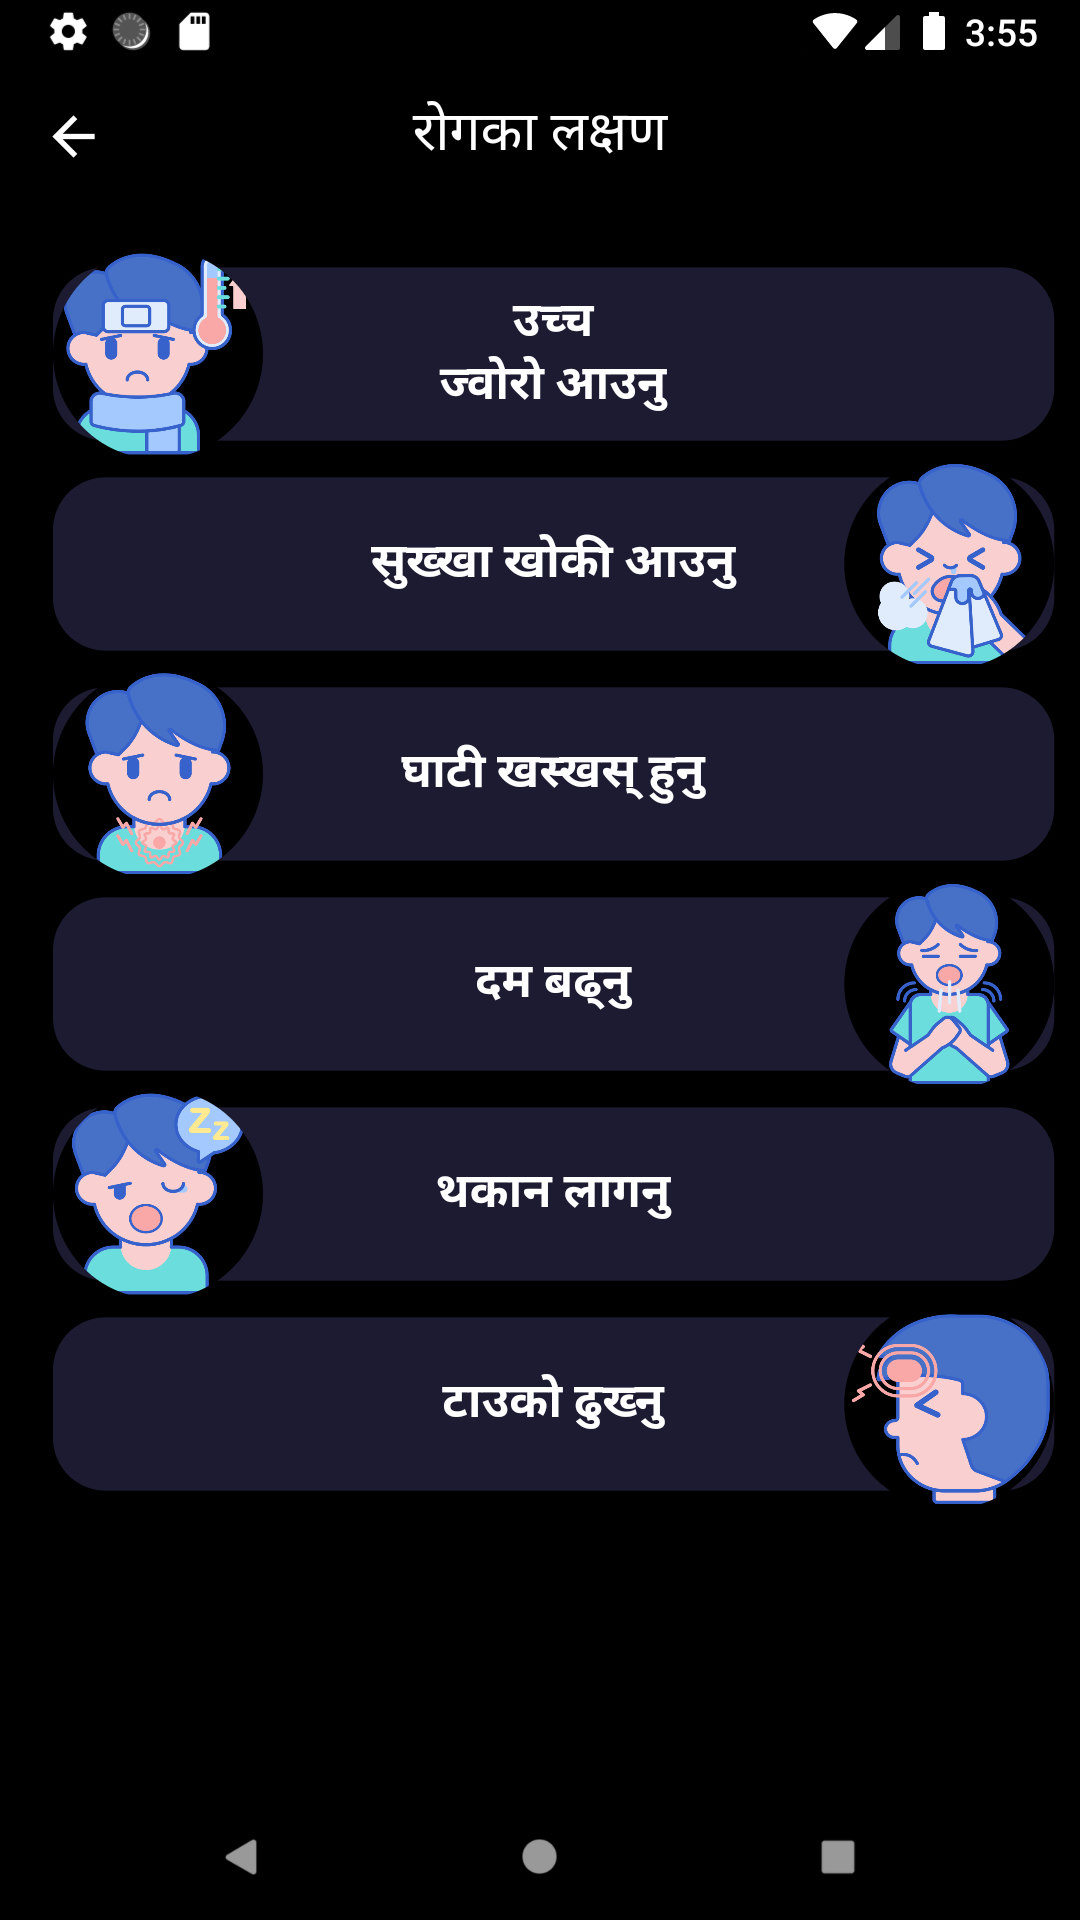 3:55
रोगका लक्षण
उच्च
ज्वोरो आउनु
सुख्खा खोकी आउनु
घाटी खस्खस् हुनु
दम बढ्नु
थकान लागनु
टाउको ढुख्नु